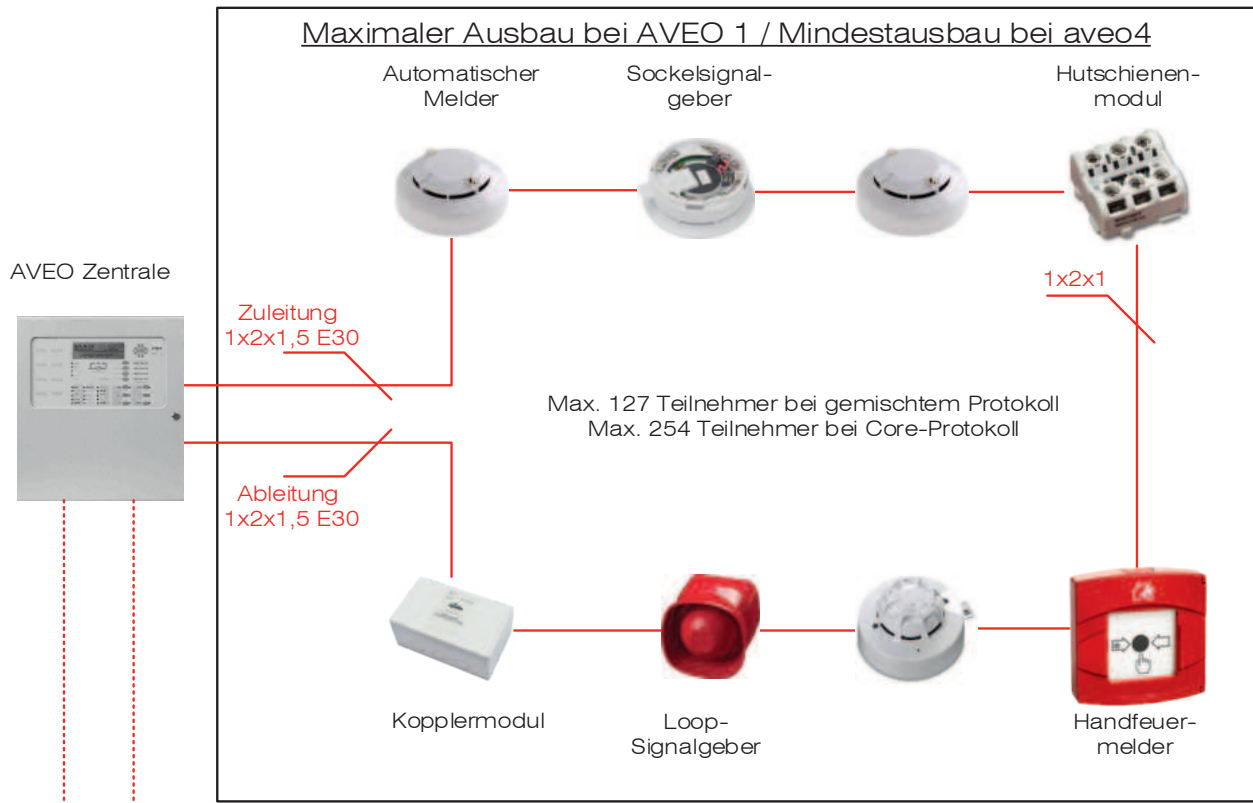 Maximaler Ausbau bei AVEO 1 / Mindestausbau bei aveo4
Automatischer
Melder
Sockelsignal-
geber
Hutschienen-
modul
AVEO Zentrale
Zuleitung
1x2x1,5 E30
1x2x1
Max. 127 Teilnehmer bei gemischtem Protokoll
Max. 254 Teilnehmer bei Core-Protokoll
Ableitung
1x2x1,5 E30
Kopplermodul
Loop-
Signalgeber
Handfeuer-
melder